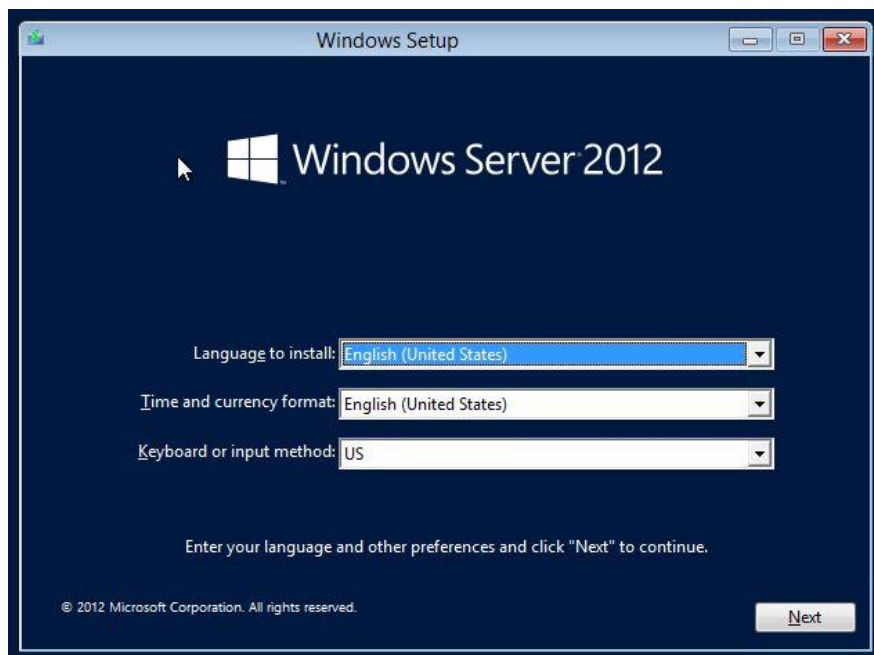 Windows Setup
Windows Server 2012
Language to install: English (United States)
Time and currency format: English (United States)
Keyboard or input method: US
Enter your language and other preferences and click "Next" to continue.
© 2012 Microsoft Corporation. All rights reserved.
Next